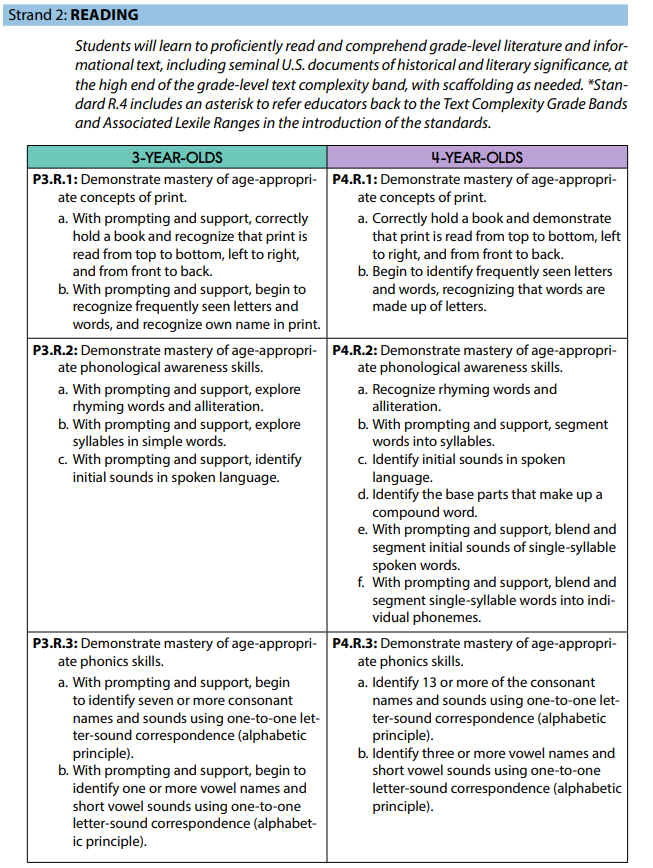 Strand 2: READING
Students will learn to proficiently read and comprehend grade-level literature and infor-
mational text, including seminal U.S. documents of historical and literary significance, at
the high end of the grade-level text complexity band, with scaffolding as needed. *Stan-
dard R.4 includes an asterisk to refer educators back to the Text Complexity Grade Bands
and Associated Lexile Ranges in the introduction of the standards.
3-YEAR-OLDS
P3.R.1: Demonstrate mastery of age-appropri-
ate concepts of print.
a. With prompting and support, correctly
hold a book and recognize that print is
read from top to bottom, left to right,
and from front to back.
b. With prompting and support, begin to
recognize frequently seen letters and
words, and recognize own name in print.
P3.R.2: Demonstrate mastery of age-appropri-
ate phonological awareness skills.
a. With prompting and support, explore
rhyming words and alliteration.
b. With prompting and support, explore
syllables in simple words.
c. With prompting and support, identify
initial sounds in spoken language.
P3.R.3: Demonstrate mastery of age-appropri-
ate phonics skills.
a. With prompting and support, begin
to identify seven or more consonant
names and sounds using one-to-one let-
ter-sound correspondence (alphabetic
principle).
b. With prompting and support, begin to
identify one or more vowel names and
short vowel sounds using one-to-one
letter-sound correspondence (alphabet-
ic principle).
4-YEAR-OLDS
P4.R.1: Demonstrate mastery of age-appropri-
ate concepts of print.
a. Correctly hold a book and demonstrate
that print is read from top to bottom, left
to right, and from front to back.
b. Begin to identify frequently seen letters
and words, recognizing that words are
made up of letters.
P4.R.2: Demonstrate mastery of age-appropri-
ate phonological awareness skills.
a. Recognize rhyming words and
alliteration.
b. With prompting and support, segment
words into syllables.
c. Identify initial sounds in spoken
language.
d. Identify the base parts that make up a
compound word.
e. With prompting and support, blend and
segment initial sounds of single-syllable
spoken words.
f. With prompting and support, blend and
segment single-syllable words into indi-
vidual phonemes.
P4.R.3: Demonstrate mastery of age-appropri-
ate phonics skills.
a. Identify 13 or more of the consonant
names and sounds using one-to-one let-
ter-sound correspondence (alphabetic
principle).
b. Identify three or more vowel names and
short vowel sounds using one-to-one
letter-sound correspondence (alphabetic
principle).